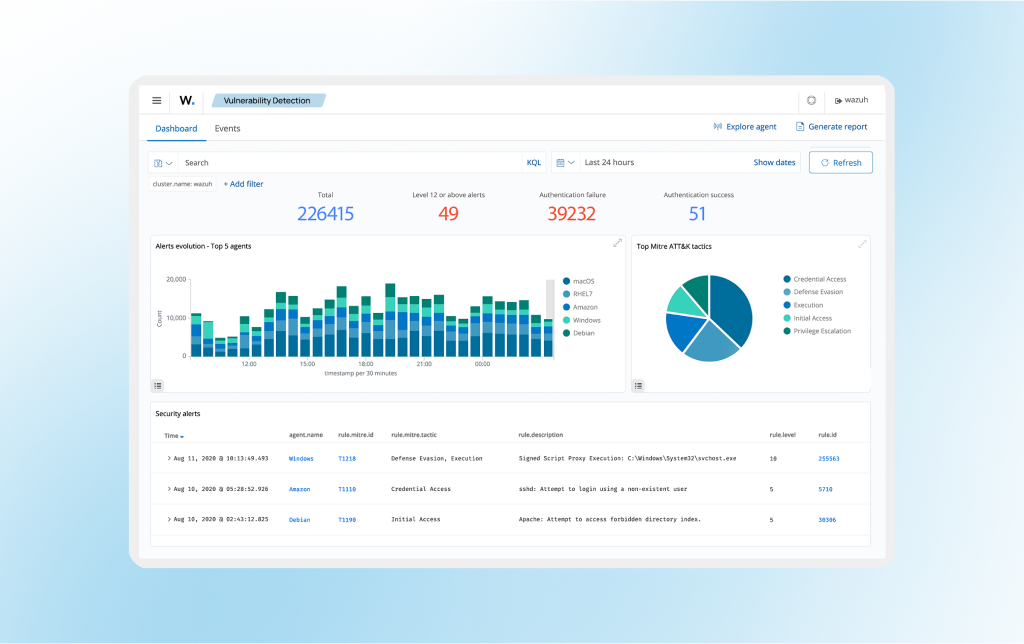 W. Vulnerability Detection wazuh
Dashboard Events Explore agent Generate report
Search KQL Last 24 hours Show dates Refresh
cluster.name: wazuh + Add filter
Total Level 12 or above alerts Authentication failure Authentication success
226415 49 39232 51
Alerts evolution - Top 5 agents
20,000
10,000
0
Count
12:00 15:00 18:00 21:00 00:00
timestamp per 30 minutes
macOS
RHEL7
Amazon
Windows
Debian
Top Mitre ATT&K tactics
Credential Access
Defense Evasion
Execution
Initial Access
Privilege Escalation
Security alerts
Time agent.name rule.mitre.id rule.mitre.tactic rule.description rule.level rule.id
> Aug 11, 2020 @ 10:13:49.493 Windows T1218 Defense Evasion, Execution Signed Script Proxy Execution: C:\Windows\System32\svchost.exe 10 255563
> Aug 10, 2020 @ 05:28:52.926 Amazon T1110 Credential Access sshd: Attempt to login using a non-existent user 5 5710
> Aug 10, 2020 @ 02:43:12.825 Debian T1190 Initial Access Apache: Attempt to access forbidden directory index. 5 30306